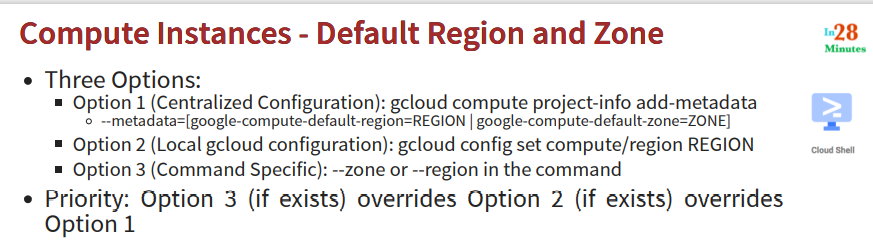 Compute Instances - Default Region and Zone
In28
Minutes
• Three Options:
▪ Option 1 (Centralized Configuration): gcloud compute project-info add-metadata
○ --metadata=[google-compute-default-region=REGION | google-compute-default-zone=ZONE]
▪ Option 2 (Local gcloud configuration): gcloud config set compute/region REGION
Cloud Shell
▪ Option 3 (Command Specific): --zone or --region in the command
• Priority: Option 3 (if exists) overrides Option 2 (if exists) overrides
Option 1